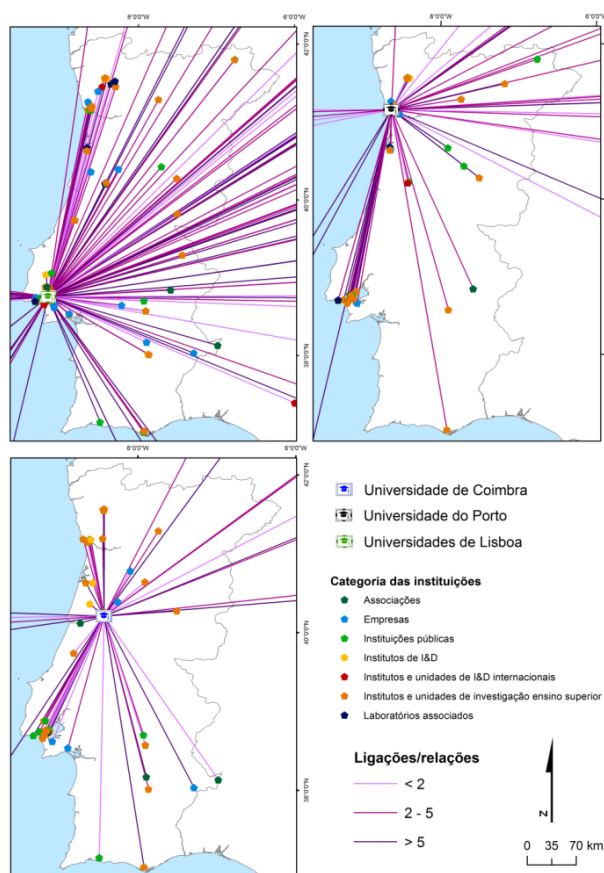 8°0'0"W
6°0'0"W
8°0'0"W
6°0'0"W
42°0'0"N
40°0'0"N
38°0'0"N
8°0'0"W
6°0'0"W
42°0'0"N
40°0'0"N
38°0'0"N
Universidade de Coimbra
Universidade do Porto
Universidades de Lisboa
Categoria das instituições
Associações
Empresas
Instituições públicas
Institutos de I&D
Institutos e unidades de I&D internacionais
Institutos e unidades de investigação ensino superior
Laboratórios associados
Ligações/relações
< 2
2 - 5
> 5
N
0 35 70 km